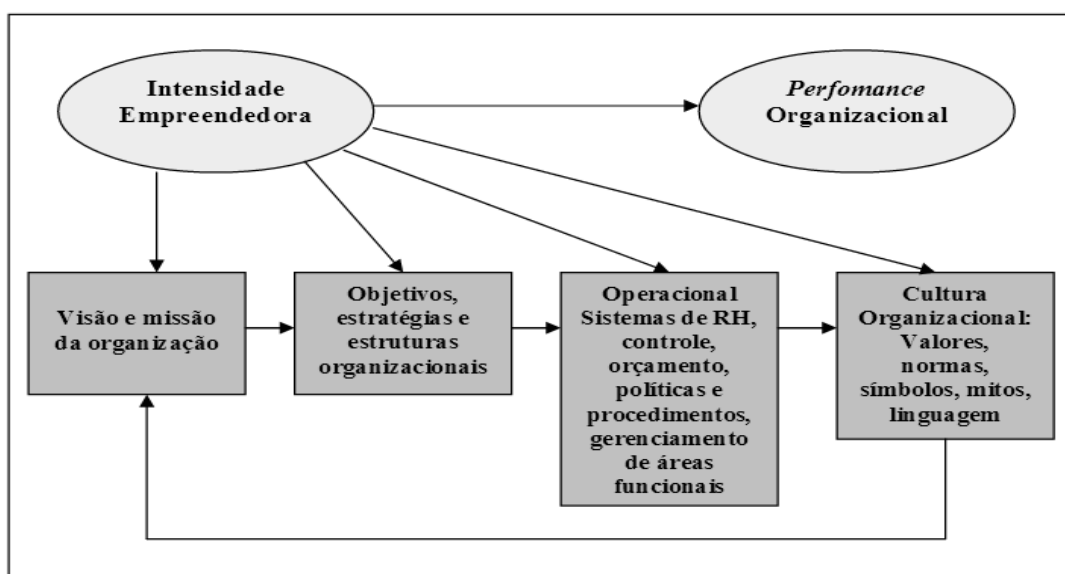 Intensidade
Empreendedora
Perfomance
Organizacional
Visão e missão
da organização
Objetivos,
estratégias e
estruturas
organizacionais
Operacional
Sistemas de RH,
controle,
orçamento,
políticas e
procedimentos,
gerenciamento
de áreas
funcionais
Cultura
Organizacional:
Valores,
normas,
símbolos, mitos,
linguagem